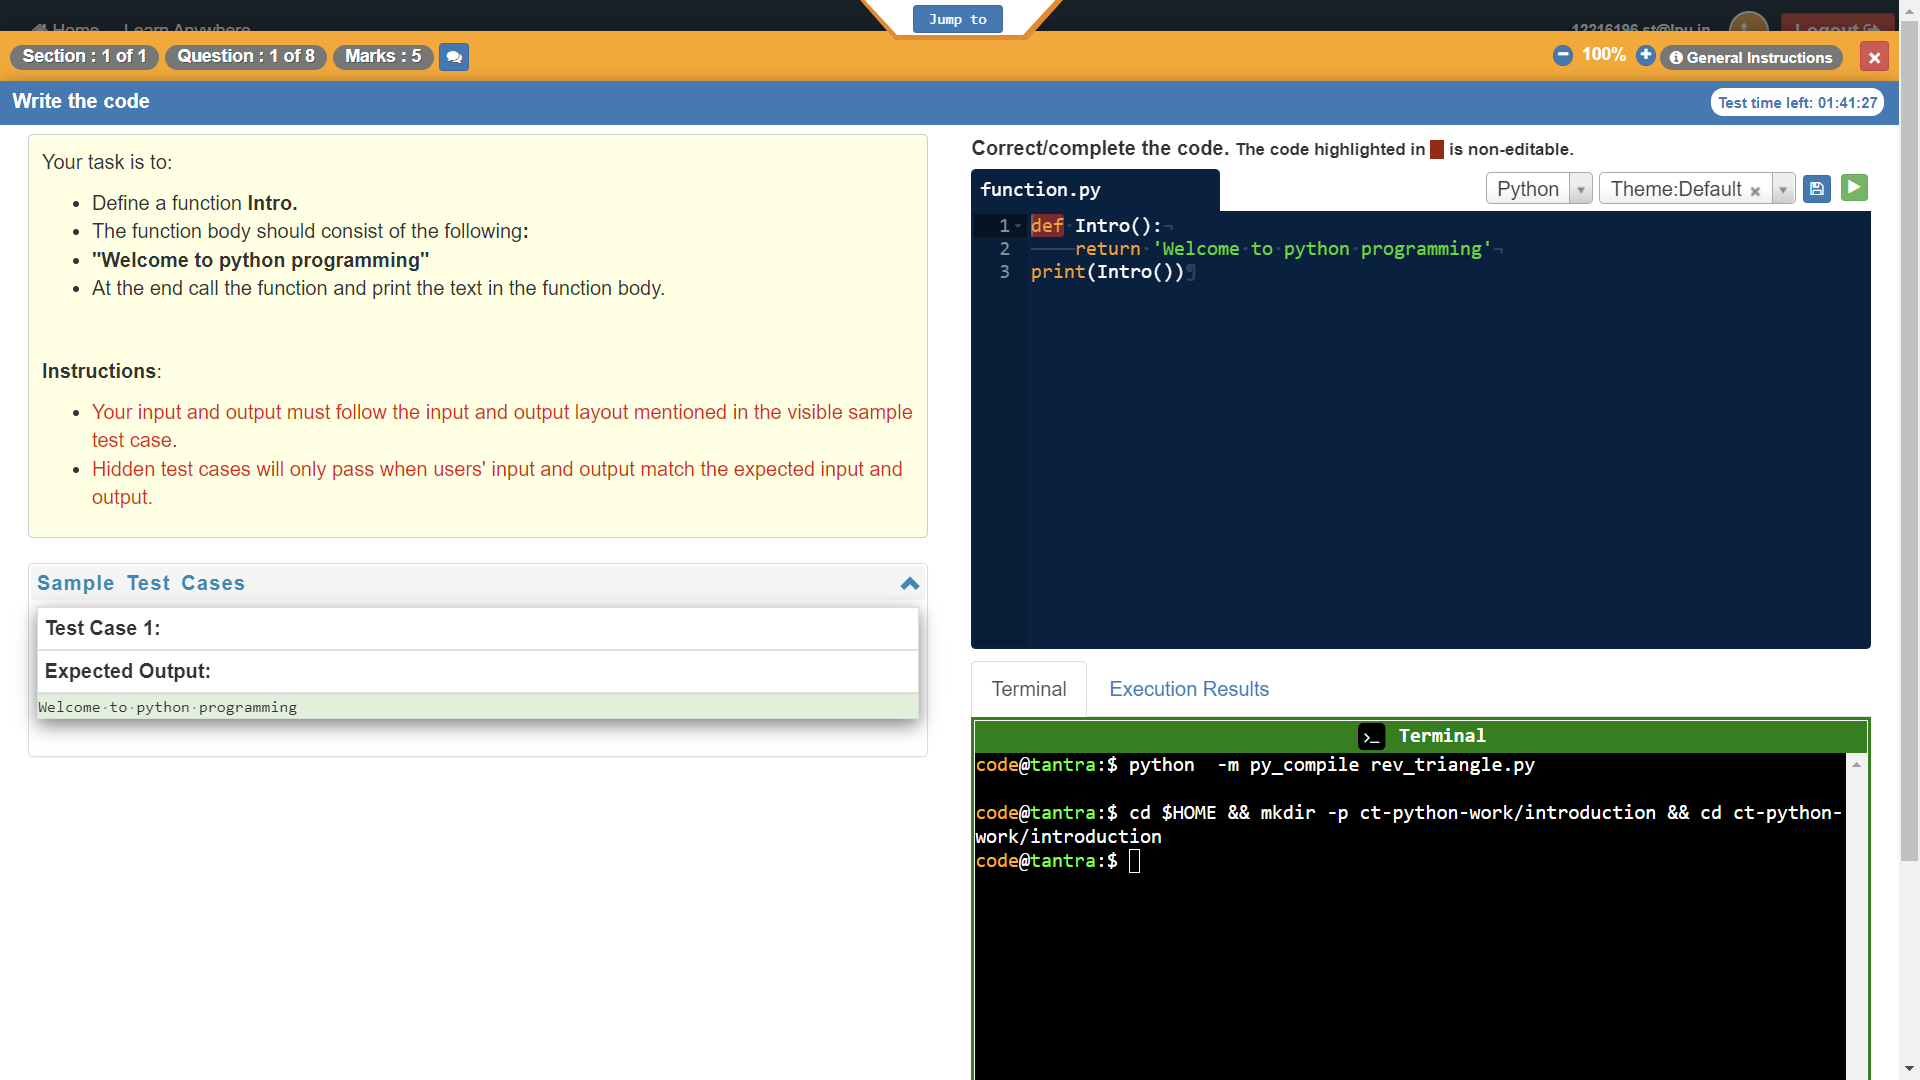 Home Learn Anywhere
Jump to
12216196.st@lpu.in
Logout
Section : 1 of 1
Question : 1 of 8
Marks : 5
100%
General Instructions
Write the code
Test time left: 01:41:27
Your task is to:
Define a function Intro.
The function body should consist of the following:
"Welcome to python programming"
At the end call the function and print the text in the function body.
Instructions:
Your input and output must follow the input and output layout mentioned in the visible sample
test case.
Hidden test cases will only pass when users' input and output match the expected input and
output.
Sample Test Cases
Test Case 1:
Expected Output:
Welcome·to·python·programming
Correct/complete the code. The code highlighted in is non-editable.
function.py
Python
Theme:Default ×
1 def·Intro():¬
2 ————return·'Welcome·to·python·programming'¬
3 print(Intro())¶
Terminal
Execution Results
>_ Terminal
code@tantra:$ python  -m py_compile rev_triangle.py
code@tantra:$ cd $HOME && mkdir -p ct-python-work/introduction && cd ct-python-
work/introduction
code@tantra:$